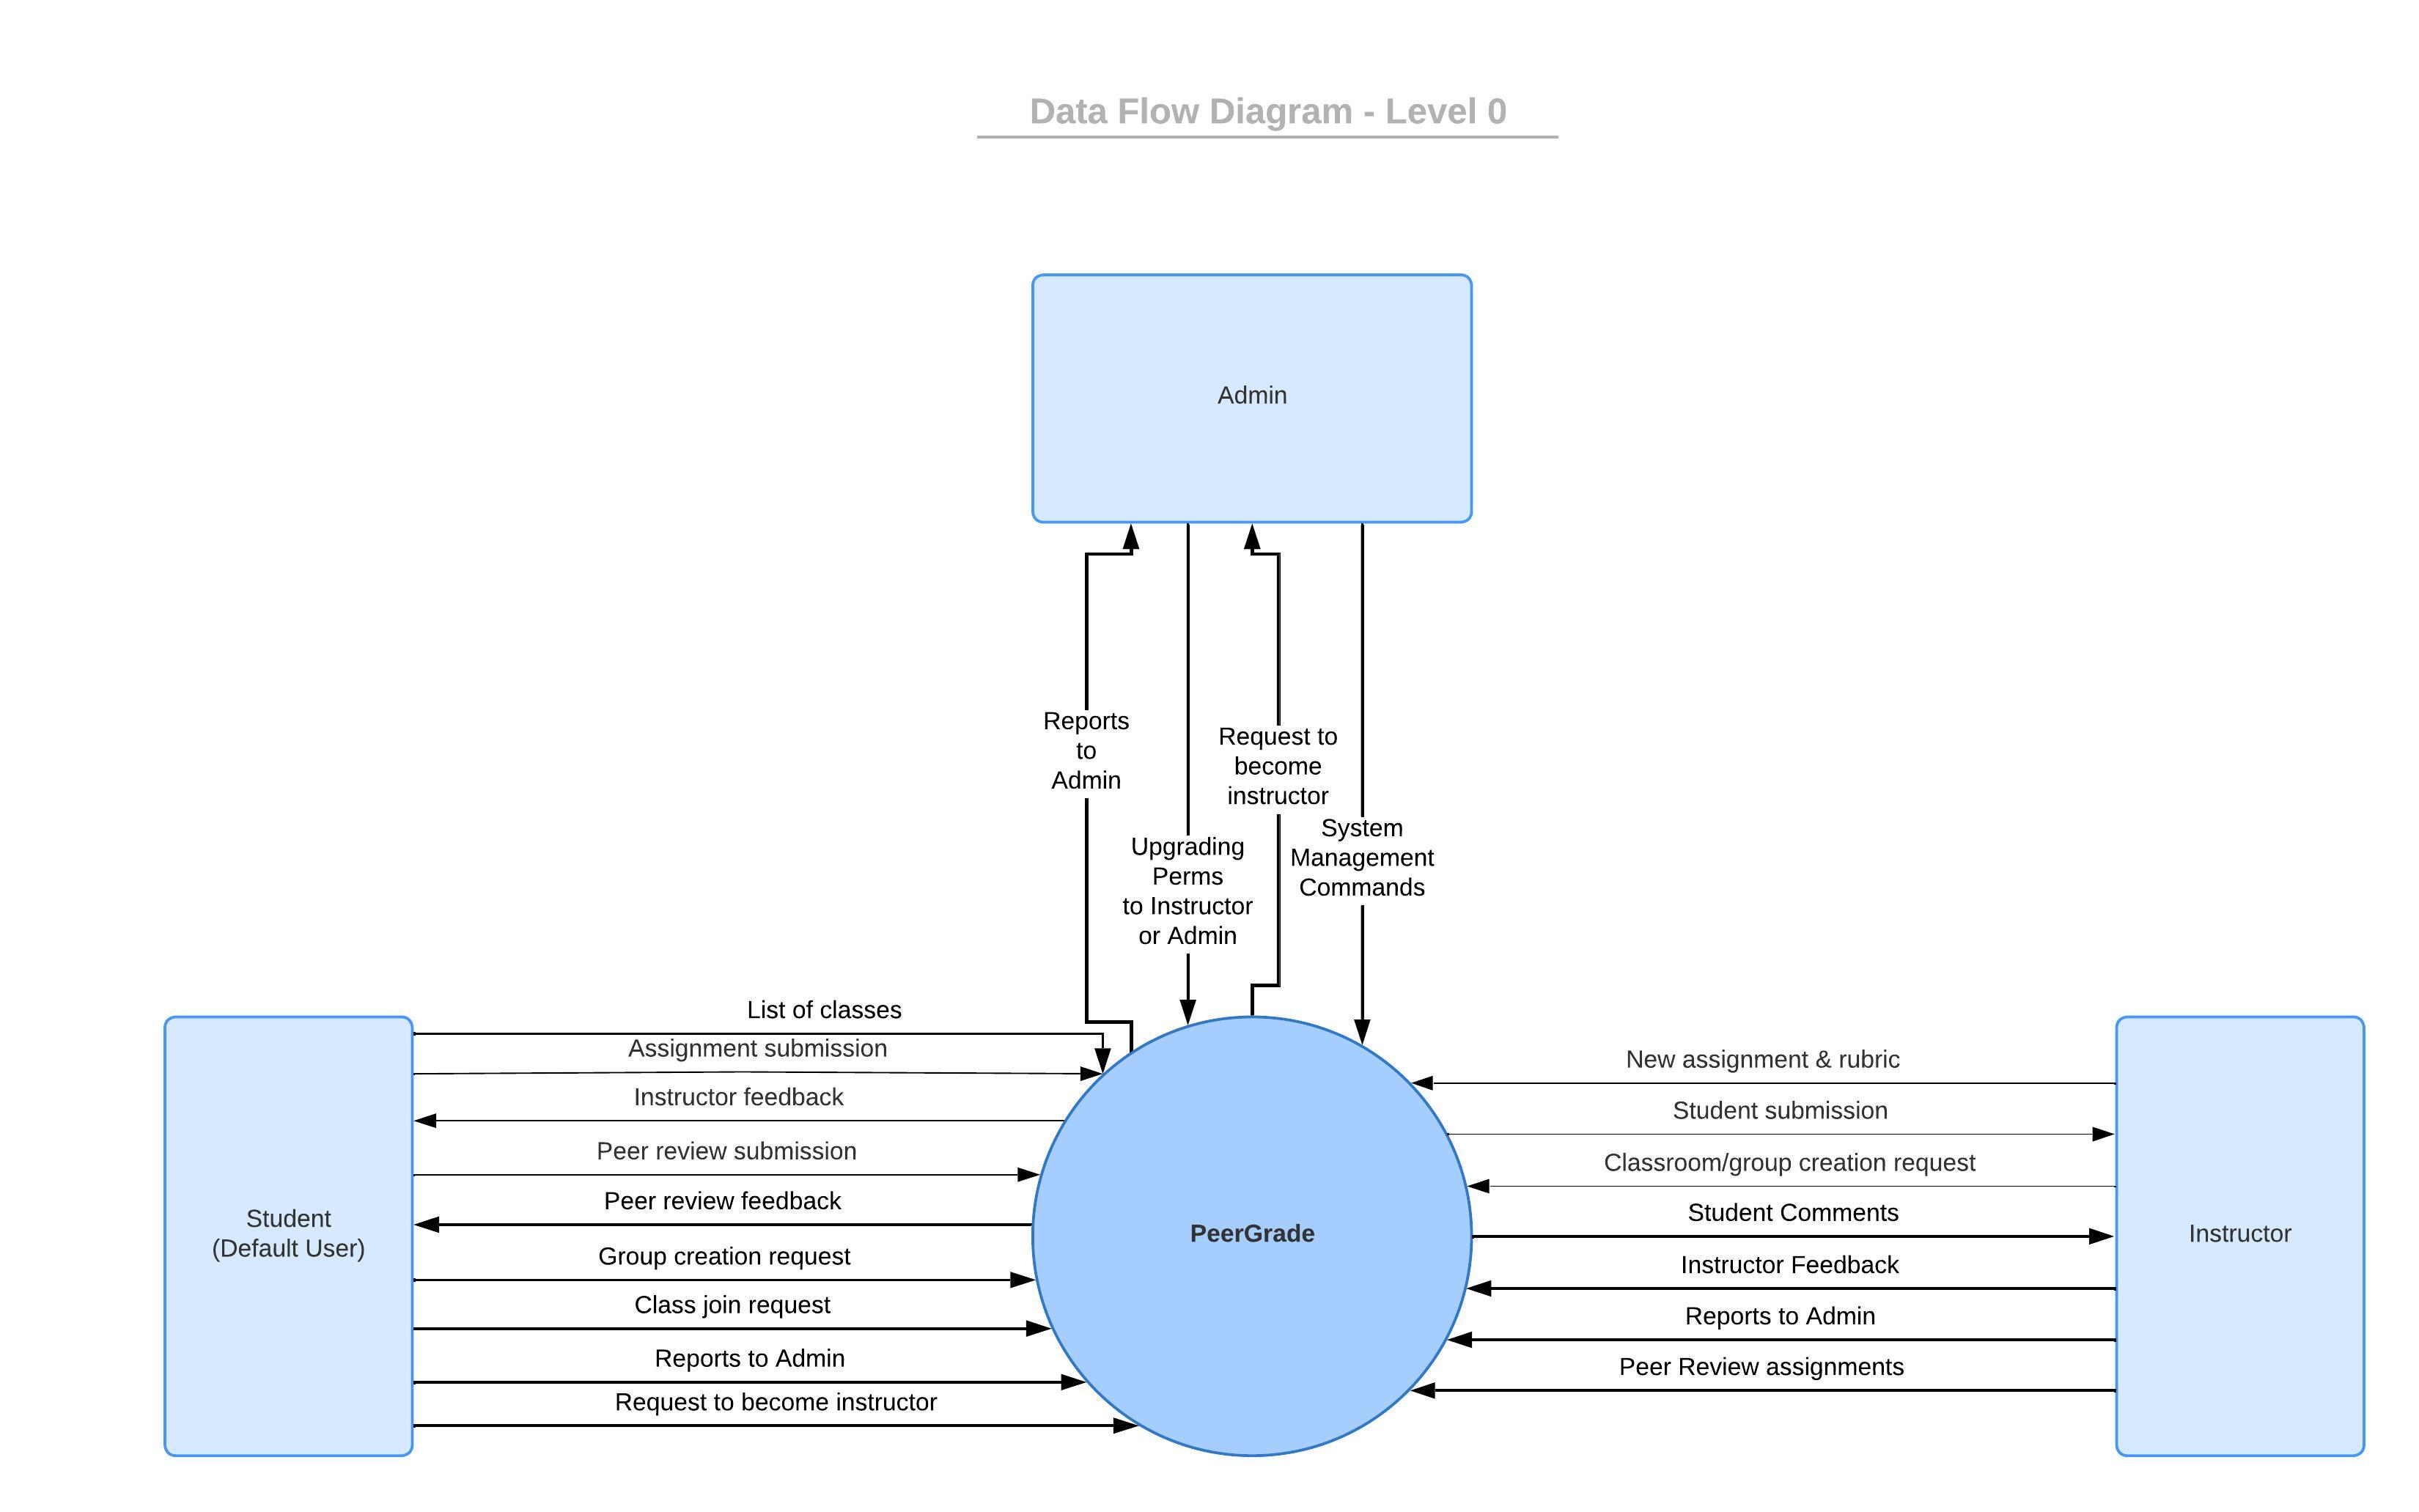 Data Flow Diagram - Level 0
Admin
Reports
to
Admin
Upgrading
Perms
to Instructor
or Admin
Request to
become
instructor
System
Management
Commands
List of classes
Assignment submission
Instructor feedback
Peer review submission
Peer review feedback
Group creation request
Class join request
Reports to Admin
Request to become instructor
Student
(Default User)
PeerGrade
New assignment & rubric
Student submission
Classroom/group creation request
Student Comments
Instructor Feedback
Reports to Admin
Peer Review assignments
Instructor